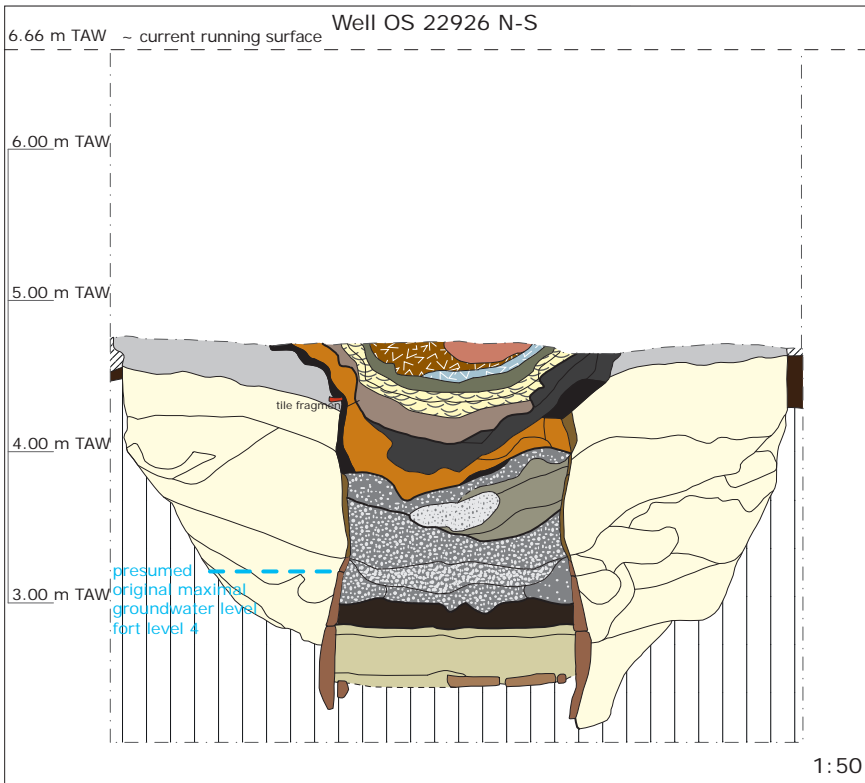 Well OS 22926 N-S
6.66 m TAW ~ current running surface
6.00 m TAW
5.00 m TAW
tile fragmen
4.00 m TAW
presumed
original maximal
groundwater level
fort level 4
3.00 m TAW
1:50